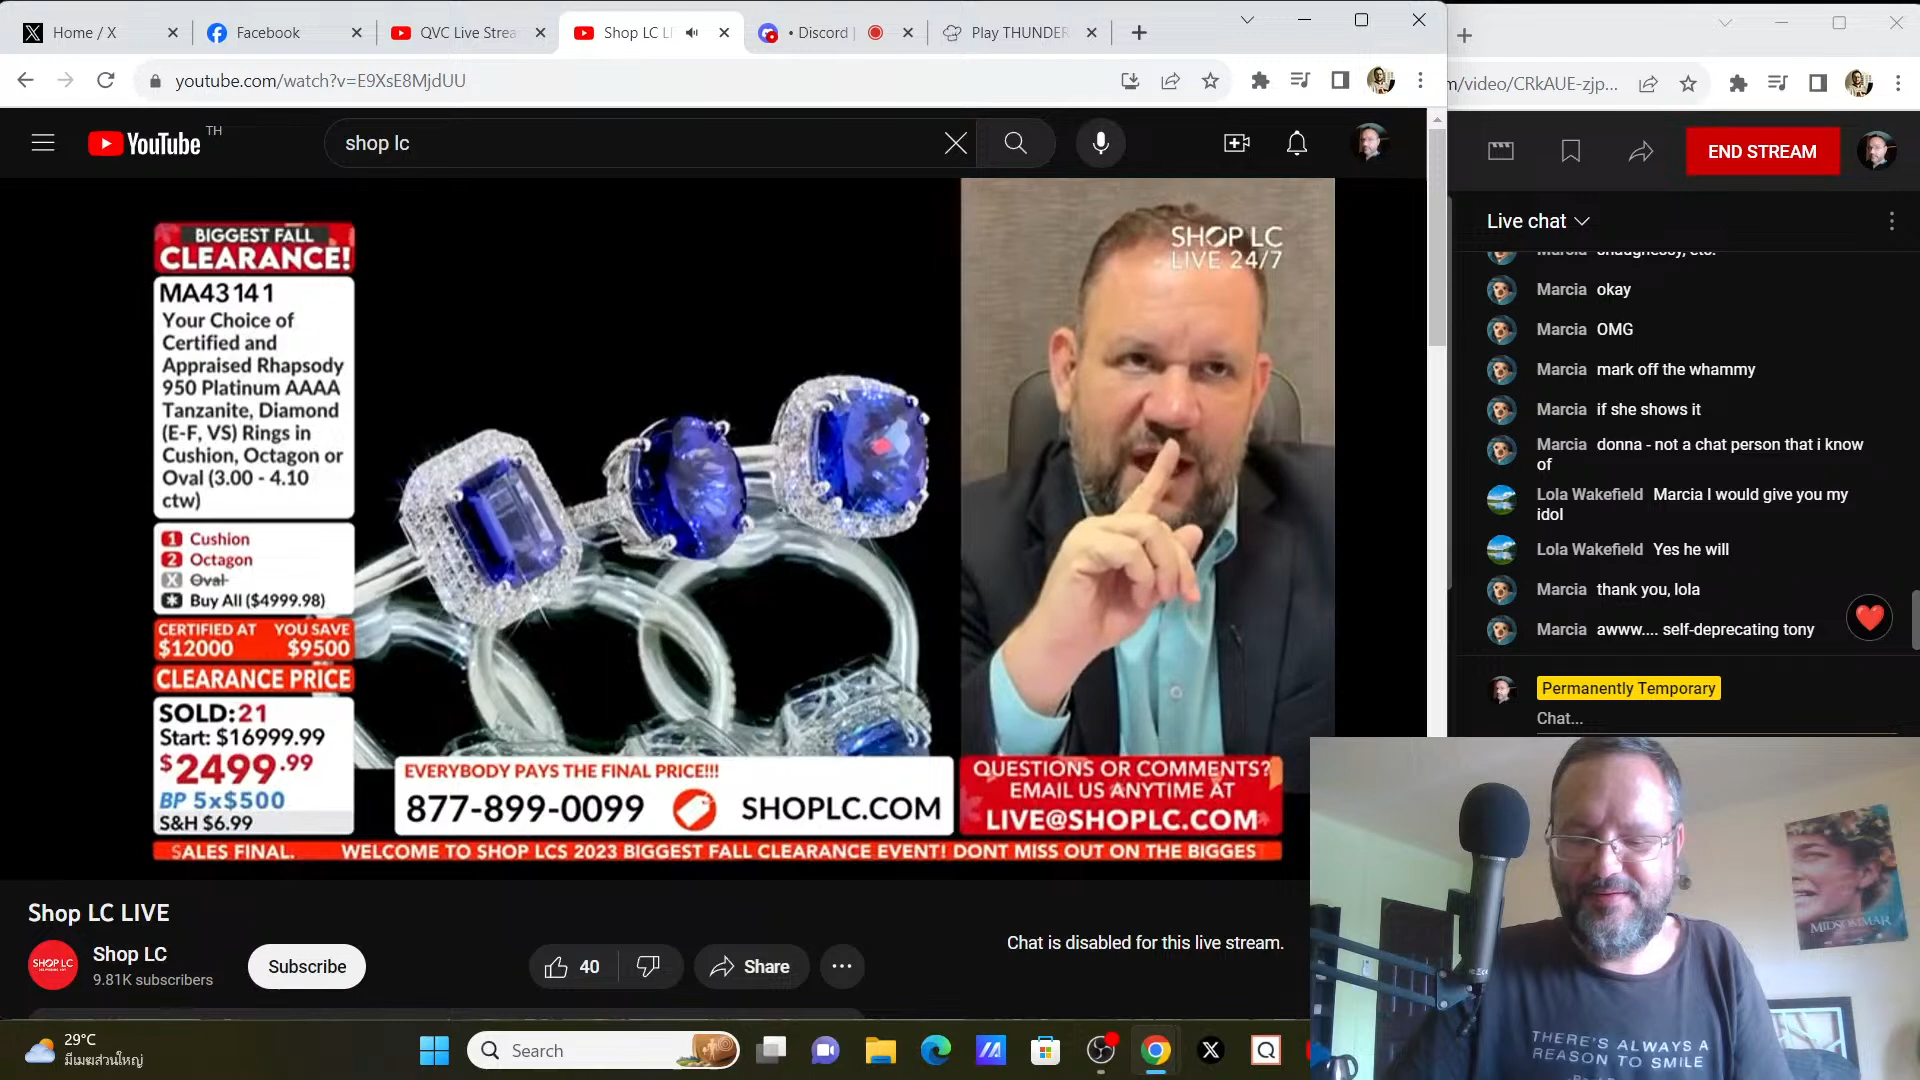 Home / X
Facebook
QVC Live Strea
Shop LC L
• Discord |
Play THUNDER
youtube.com/watch?v=E9XsE8MjdUU
n/video/CRkAUE-zjp...
YouTube
TH
shop lc
END STREAM
Live chat
BIGGEST FALL
CLEARANCE!
MA43141
Your Choice of
Certified and
Appraised Rhapsody
950 Platinum AAAA
Tanzanite, Diamond
(E-F, VS) Rings in
Cushion, Octagon or
Oval (3.00 - 4.10
ctw)
1 Cushion
2 Octagon
X Oval
* Buy All ($4999.98)
CERTIFIED AT YOU SAVE
$12000 $9500
CLEARANCE PRICE
SOLD:21
Start: $16999.99
$2499.99
BP 5x$500
S&H $6.99
SHOP LC
LIVE 24/7
EVERYBODY PAYS THE FINAL PRICE!!!
877-899-0099 SHOPLC.COM
QUESTIONS OR COMMENTS?
EMAIL US ANYTIME AT
LIVE@SHOPLC.COM
SALES FINAL. WELCOME TO SHOP LCS 2023 BIGGEST FALL CLEARANCE EVENT! DONT MISS OUT ON THE BIGGES
Marcia shaughnessy, etc.
Marcia okay
Marcia OMG
Marcia mark off the whammy
Marcia if she shows it
Marcia donna - not a chat person that i know
of
Lola Wakefield Marcia I would give you my
idol
Lola Wakefield Yes he will
Marcia thank you, lola
Marcia awww.... self-deprecating tony
Permanently Temporary
Chat...
Shop LC LIVE
SHOP LC
Shop LC
9.81K subscribers
Subscribe
40
Share
Chat is disabled for this live stream.
MIDSOMMAR
THERE'S ALWAYS A
REASON TO SMILE
29°C
มีเมฆส่วนใหญ่
Search